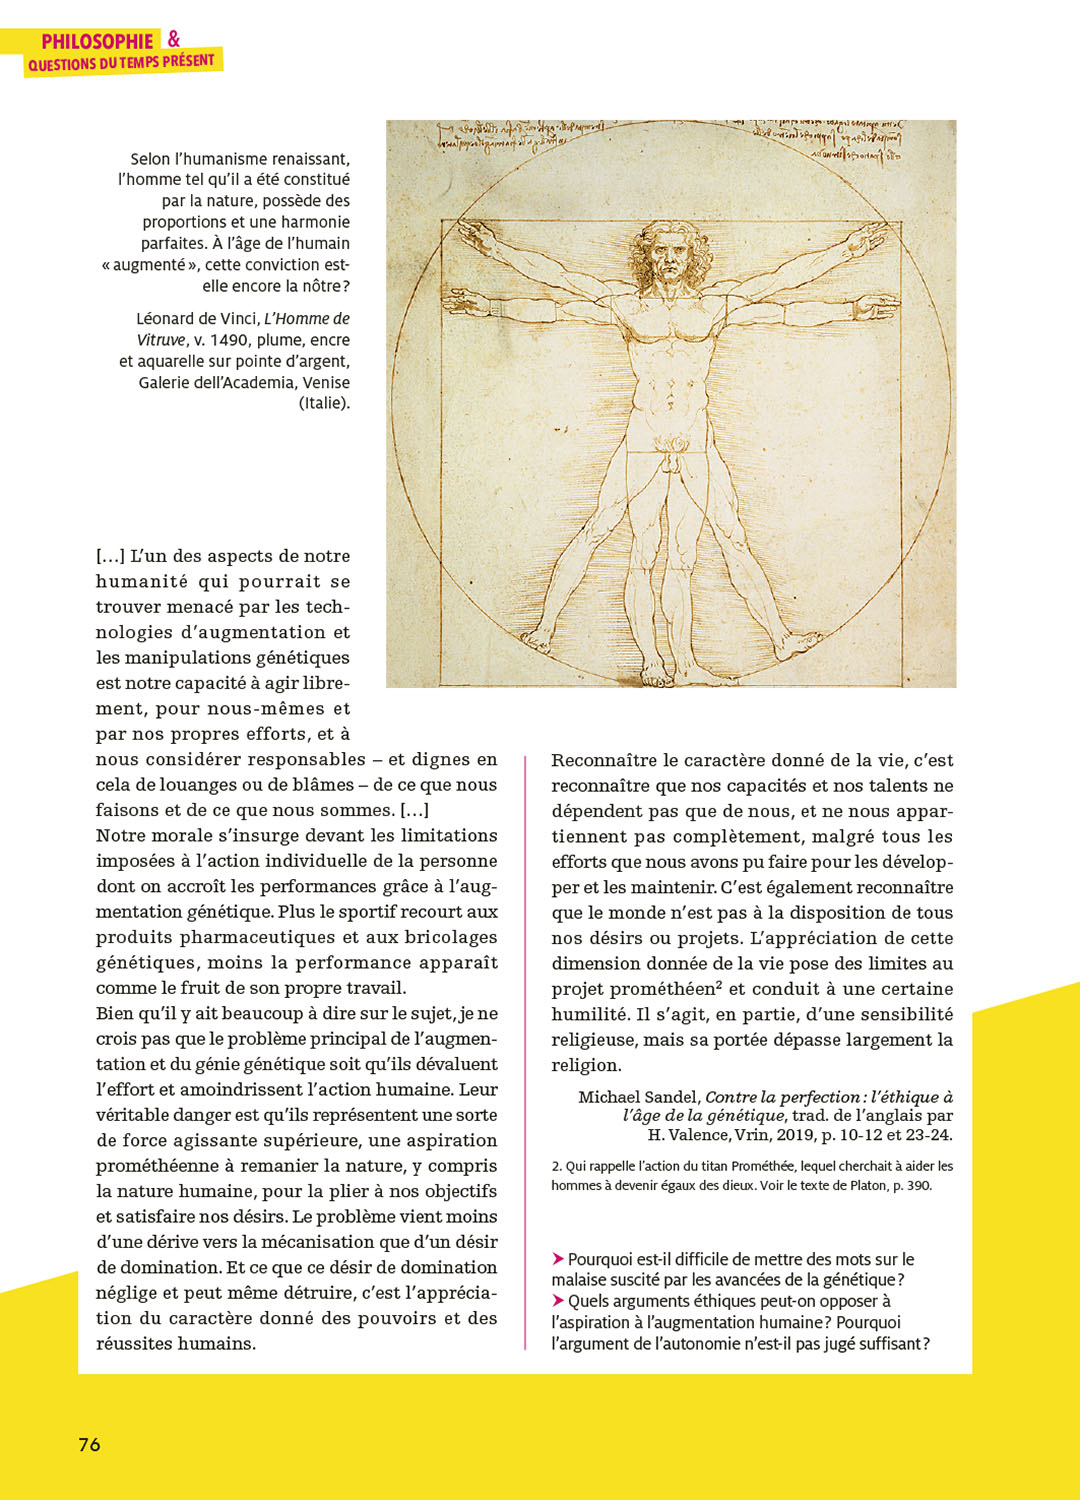 PHILOSOPHIE &
QUESTIONS DU TEMPS PRÉSENT
Selon l’humanisme renaissant,
l’homme tel qu’il a été constitué
par la nature, possède des
proportions et une harmonie
parfaites. À l’âge de l’humain
« augmenté », cette conviction est-
elle encore la nôtre ?
Léonard de Vinci, L’Homme de
Vitruve, v. 1490, plume, encre
et aquarelle sur pointe d’argent,
Galerie dell’Academia, Venise
(Italie).
[…] L’un des aspects de notre
humanité qui pourrait se
trouver menacé par les tech-
nologies d’augmentation et
les manipulations génétiques
est notre capacité à agir libre-
ment, pour nous-mêmes et
par nos propres efforts, et à
nous considérer responsables – et dignes en
cela de louanges ou de blâmes – de ce que nous
faisons et de ce que nous sommes. […]
Notre morale s’insurge devant les limitations
imposées à l’action individuelle de la personne
dont on accroît les performances grâce à l’aug-
mentation génétique. Plus le sportif recourt aux
produits pharmaceutiques et aux bricolages
génétiques, moins la performance apparaît
comme le fruit de son propre travail.
Bien qu’il y ait beaucoup à dire sur le sujet, je ne
crois pas que le problème principal de l’augmen-
tation et du génie génétique soit qu’ils dévaluent
l’effort et amoindrissent l’action humaine. Leur
véritable danger est qu’ils représentent une sorte
de force agissante supérieure, une aspiration
prométhéenne à remanier la nature, y compris
la nature humaine, pour la plier à nos objectifs
et satisfaire nos désirs. Le problème vient moins
d’une dérive vers la mécanisation que d’un désir
de domination. Et ce que ce désir de domination
néglige et peut même détruire, c’est l’apprécia-
tion du caractère donné des pouvoirs et des
réussites humains.
Reconnaître le caractère donné de la vie, c’est
reconnaître que nos capacités et nos talents ne
dépendent pas que de nous, et ne nous appar-
tiennent pas complètement, malgré tous les
efforts que nous avons pu faire pour les dévelop-
per et les maintenir. C’est également reconnaître
que le monde n’est pas à la disposition de tous
nos désirs ou projets. L’appréciation de cette
dimension donnée de la vie pose des limites au
projet prométhéen² et conduit à une certaine
humilité. Il s’agit, en partie, d’une sensibilité
religieuse, mais sa portée dépasse largement la
religion.
Michael Sandel, Contre la perfection : l’éthique à
l’âge de la génétique, trad. de l’anglais par
H. Valence, Vrin, 2019, p. 10-12 et 23-24.
2. Qui rappelle l’action du titan Prométhée, lequel cherchait à aider les
hommes à devenir égaux des dieux. Voir le texte de Platon, p. 390.
➤ Pourquoi est-il difficile de mettre des mots sur le
malaise suscité par les avancées de la génétique ?
➤ Quels arguments éthiques peut-on opposer à
l’aspiration à l’augmentation humaine ? Pourquoi
l’argument de l’autonomie n’est-il pas jugé suffisant ?
76